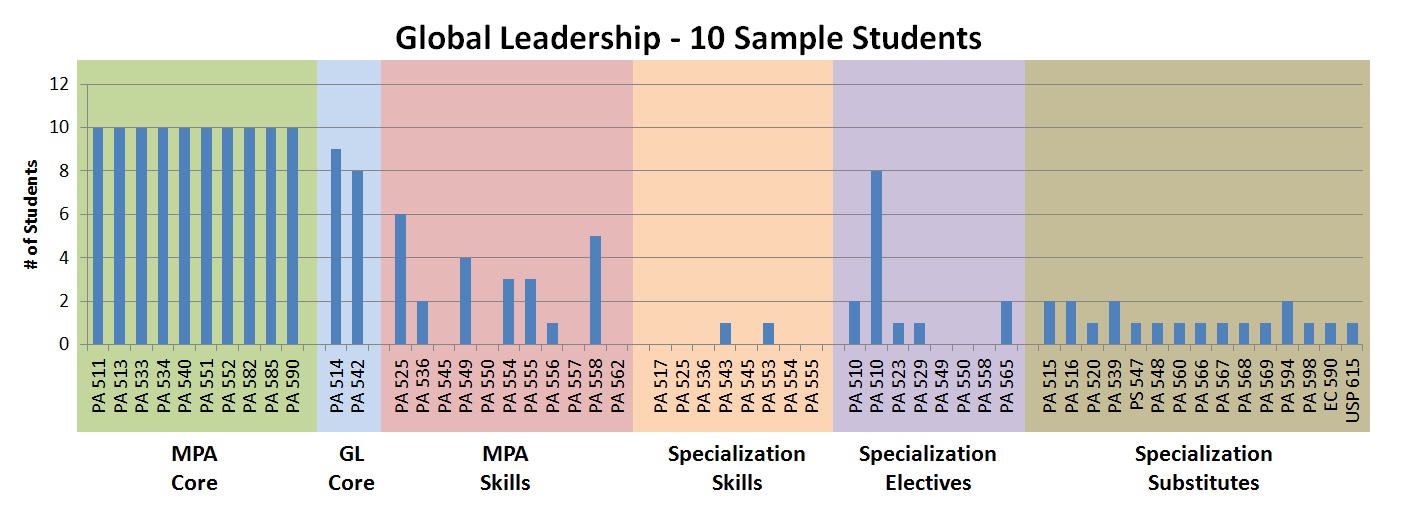 Global Leadership - 10 Sample Students
12
10
8
6
4
2
0
# of Students
PA 511
PA 513
PA 533
PA 534
PA 540
PA 551
PA 552
PA 582
PA 585
PA 590
PA 514
PA 542
PA 525
PA 536
PA 545
PA 549
PA 550
PA 554
PA 555
PA 556
PA 557
PA 558
PA 562
PA 517
PA 525
PA 536
PA 543
PA 545
PA 553
PA 554
PA 555
PA 510
PA 510
PA 523
PA 529
PA 549
PA 550
PA 558
PA 565
PA 515
PA 516
PA 520
PA 539
PS 547
PA 548
PA 560
PA 566
PA 567
PA 568
PA 569
PA 594
PA 598
EC 590
USP 615
MPA
Core
GL
Core
MPA
Skills
Specialization
Skills
Specialization
Electives
Specialization
Substitutes